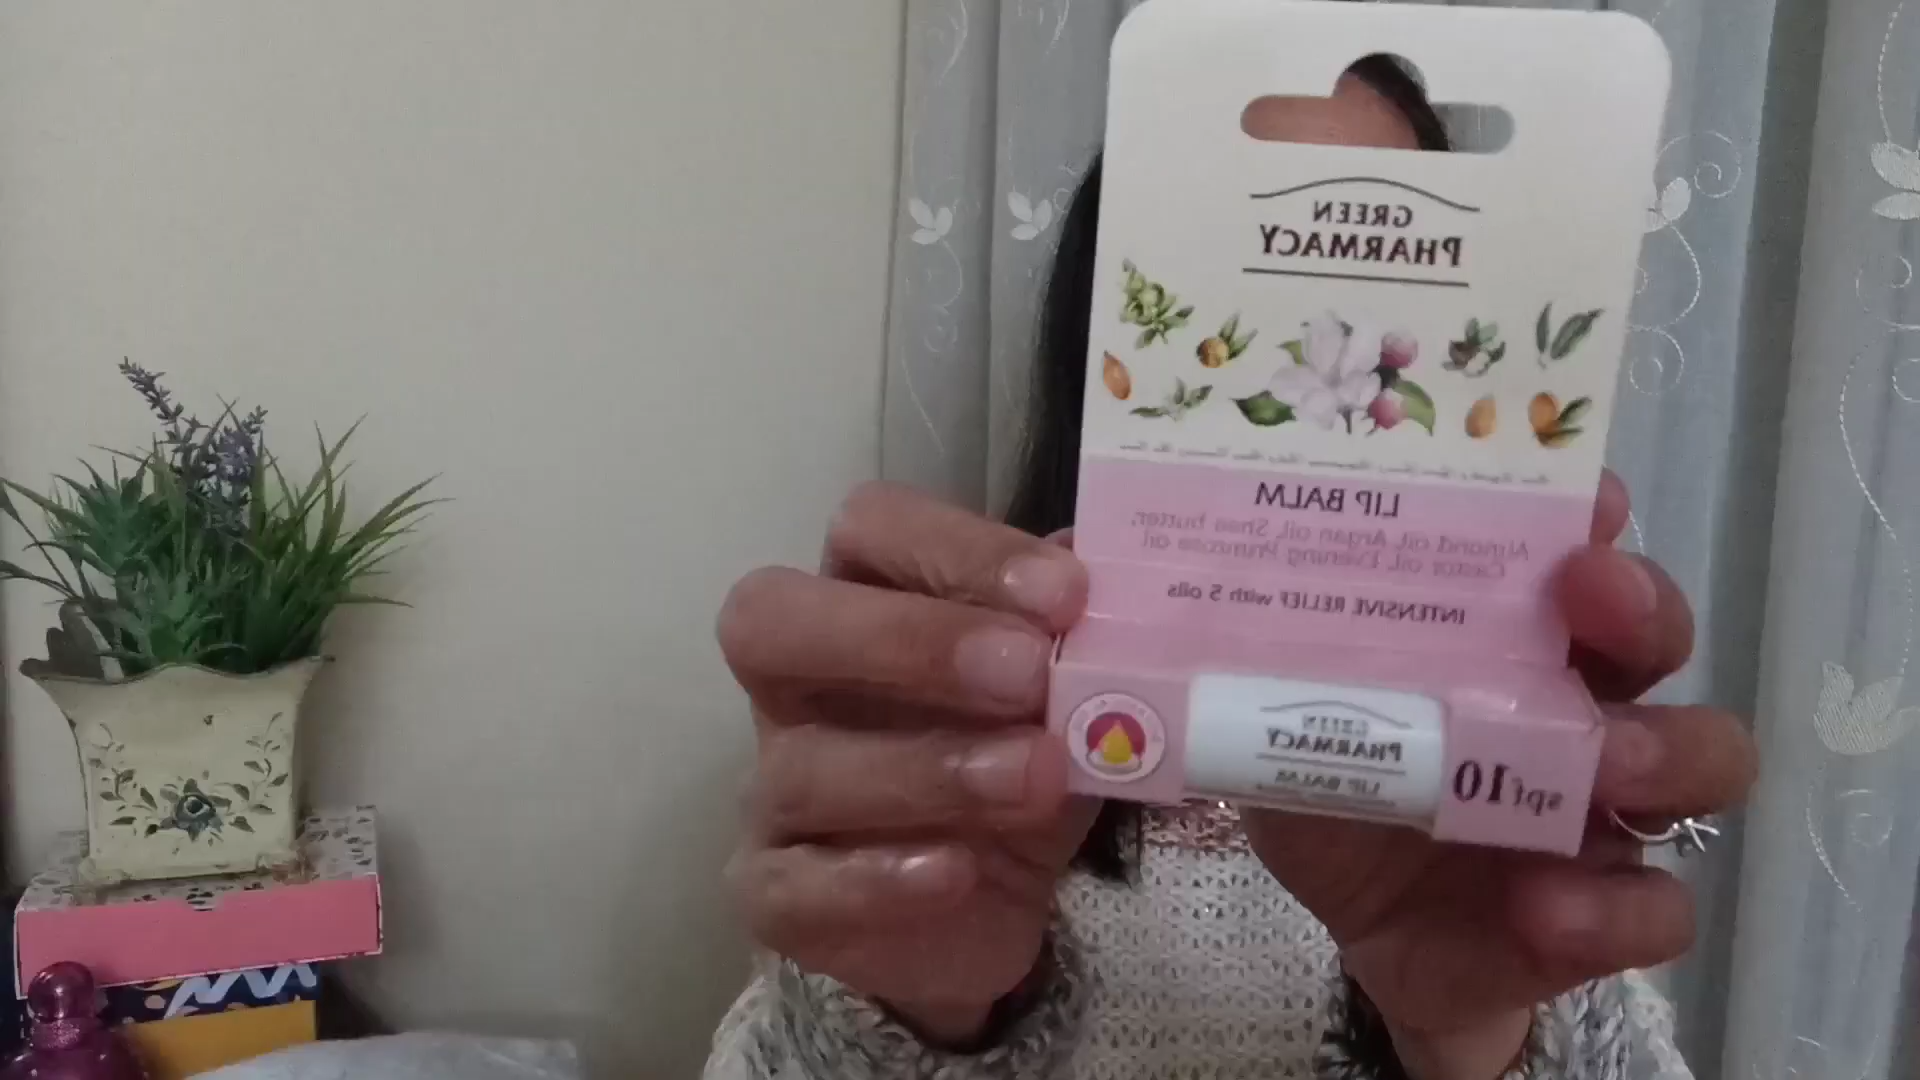 GREEN
PHARMACY
LIP BALM
Almond oil, Argan oil, Shea butter,
Castor oil, Evening Primrose oil
INTENSIVE RELIEF with 5 oils
GREEN
PHARMACY
LIP BALM
spf10